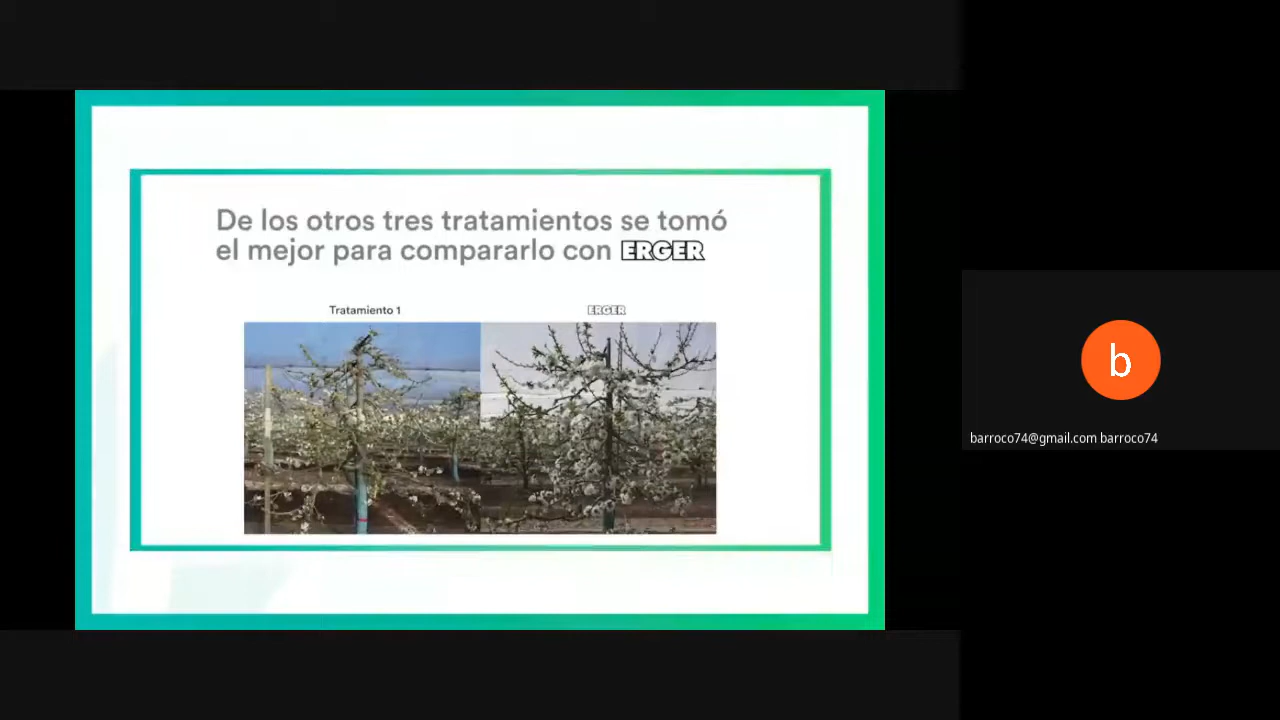 De los otros tres tratamientos se tomó
el mejor para compararlo con ERGER
Tratamiento 1
ERGER
b
barroco74@gmail.com barroco74